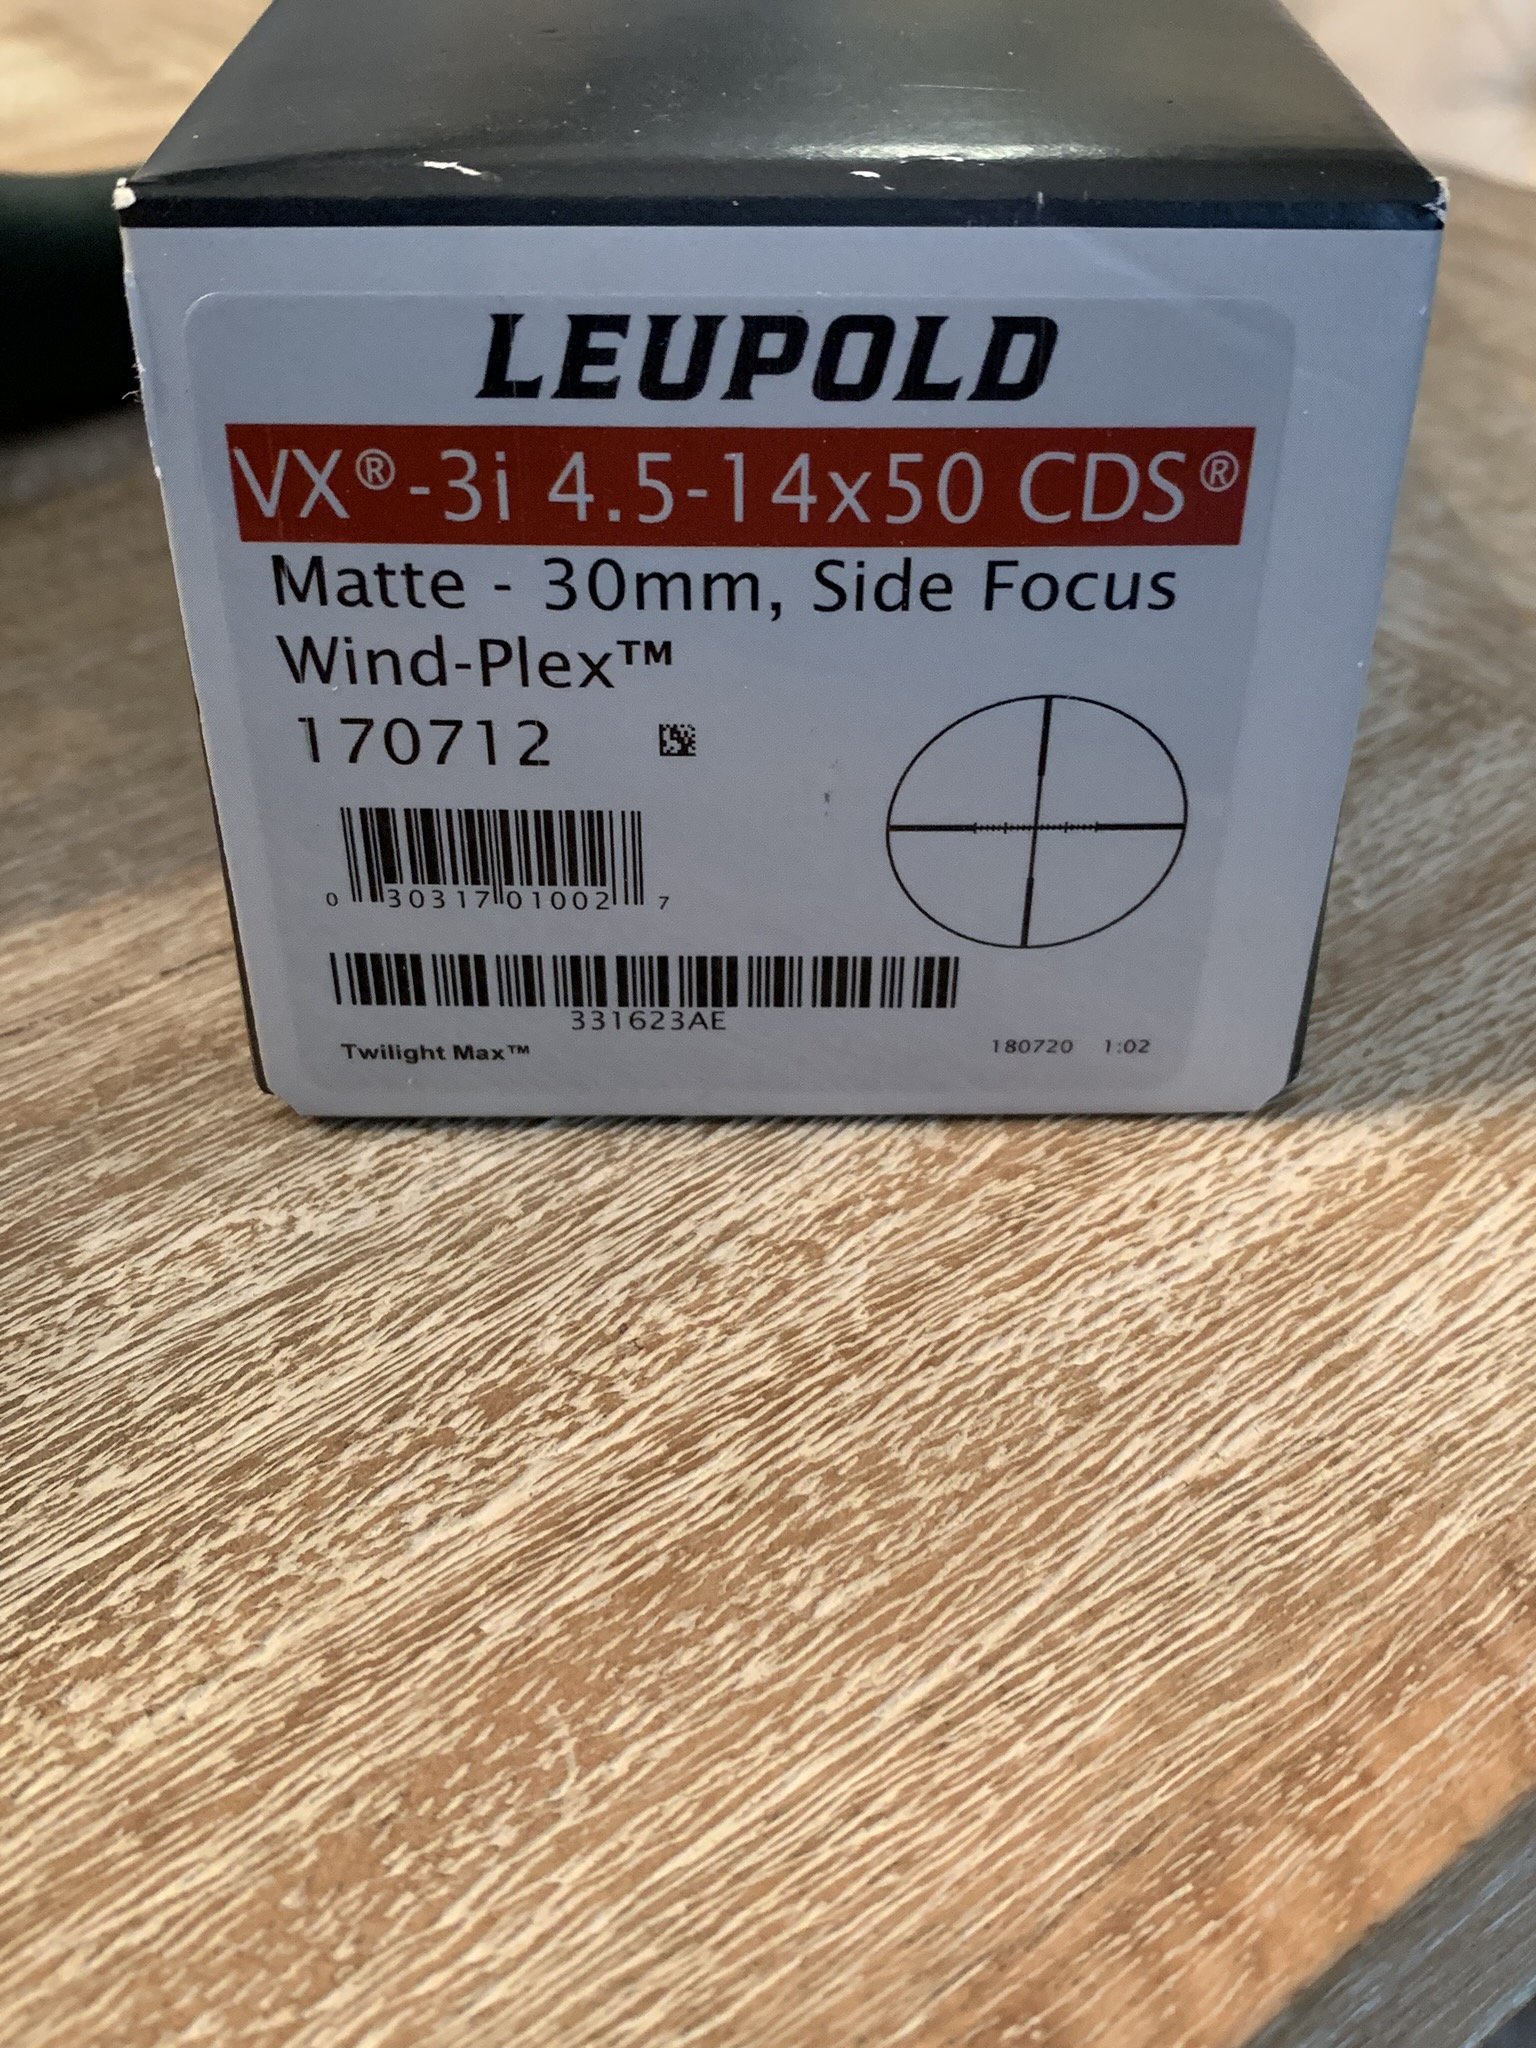 LEUPOLD
VX®-3i 4.5-14x50 CDS®
Matte - 30mm, Side Focus
Wind-Plex™
170712
0 30317 01002 7
331623AE
Twilight Max™ 180720 1:02